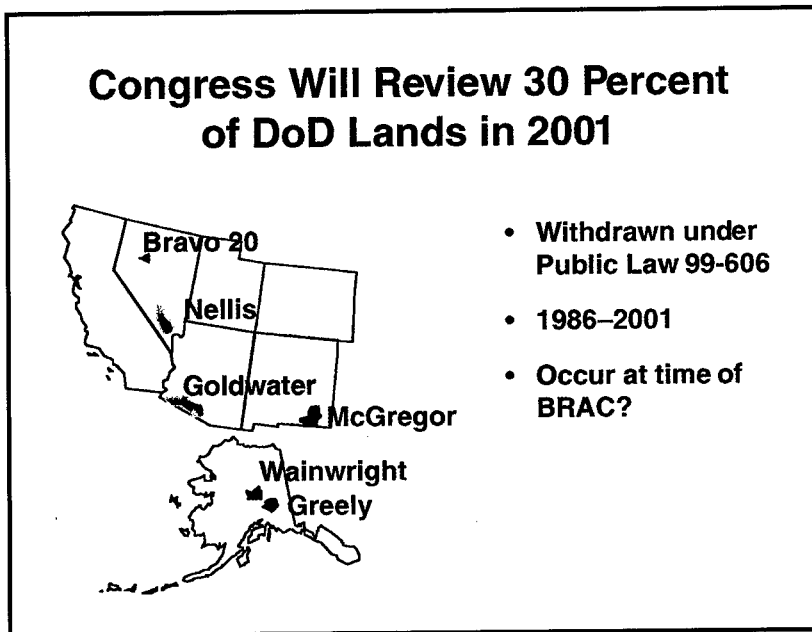 Congress Will Review 30 Percent
of DoD Lands in 2001
Bravo 20
Nellis
Goldwater
McGregor
Wainwright
Greely
• Withdrawn under
Public Law 99-606
• 1986–2001
• Occur at time of
BRAC?